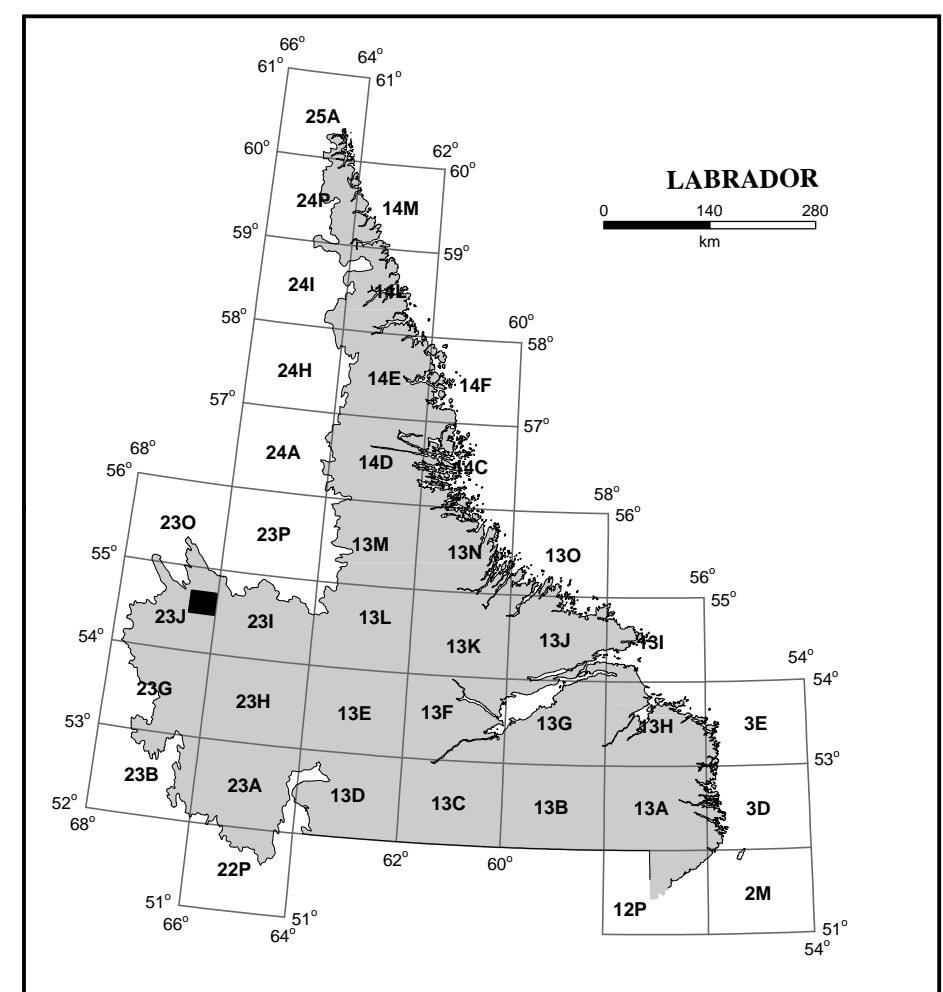 66° 64°
61° 61°
25A
60° 62° 60°
LABRADOR
24P 14M
0 140 280
km
59° 59°
24I 14L
58° 60° 58°
24H 14E 14F
57° 57°
68° 24A 14D 14C
56° 58° 56°
23O 23P 13M 13N 13O
55° 56° 55°
23J 23I 13L 13K 13J 13I
54° 54° 54°
23G 23H 13E 13F 13G 13H 3E
53° 53°
23B 23A 13D 13C 13B 13A 3D
52°
68° 62° 60°
22P 12P 2M
51° 51° 51°
66° 64° 54°